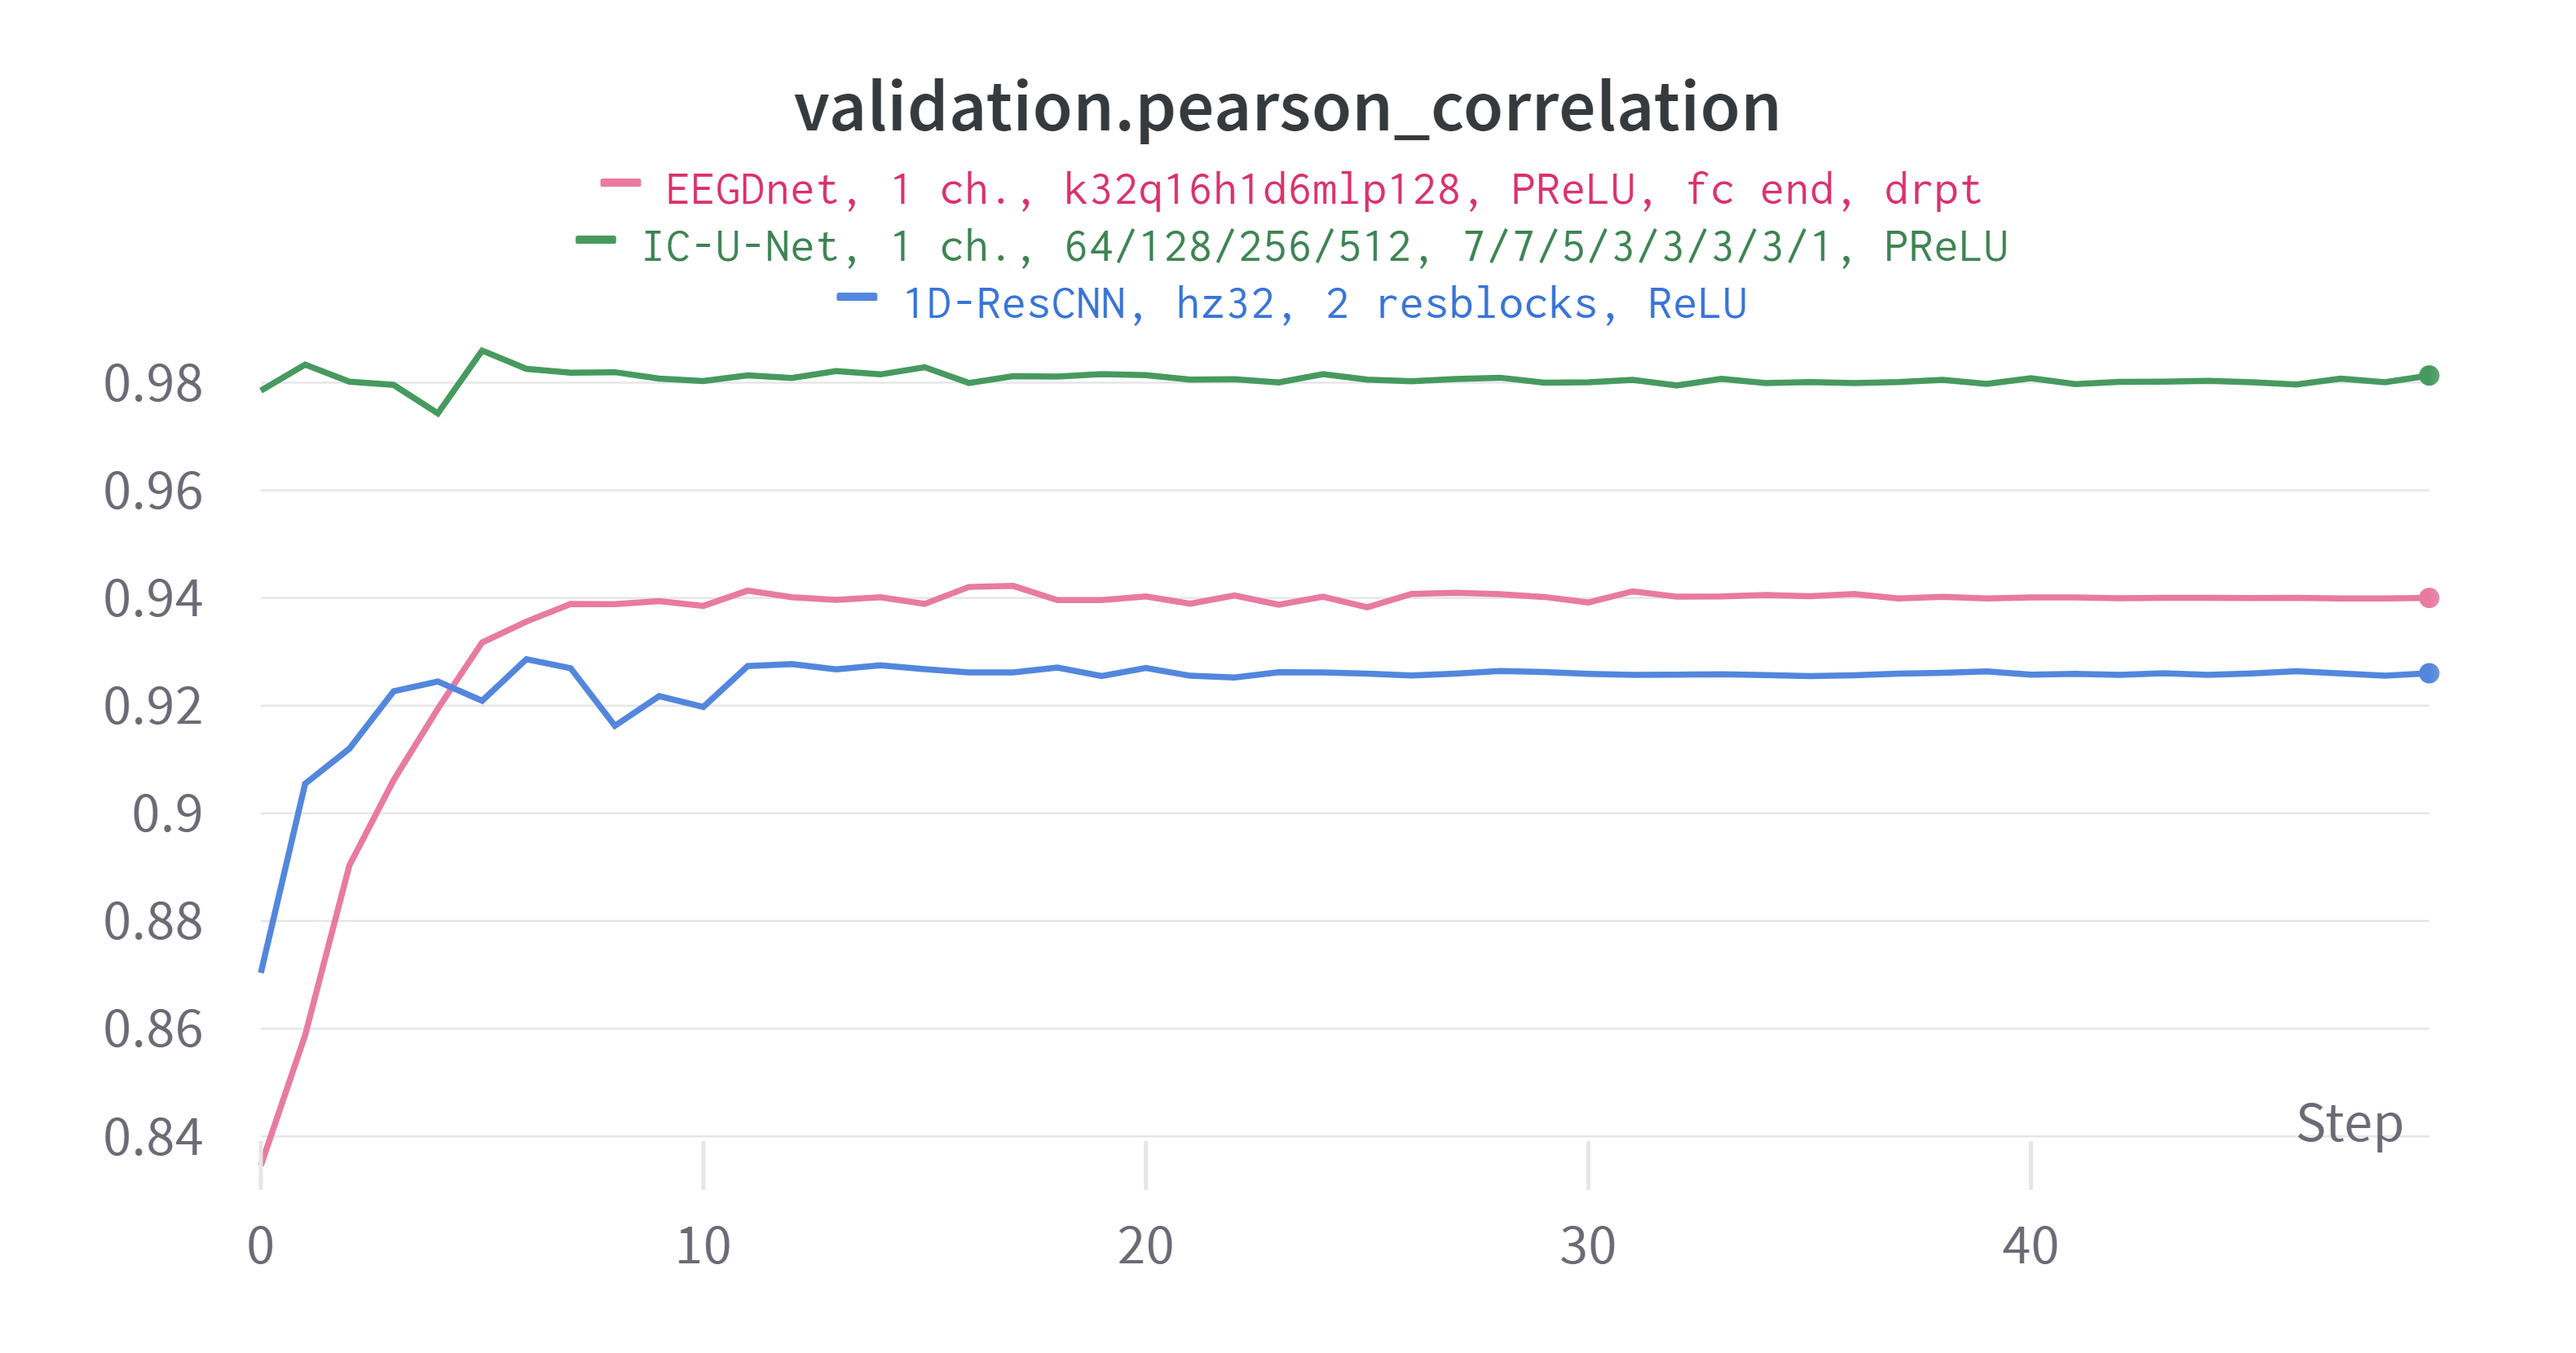 validation.pearson_correlation
EEGDnet, 1 ch., k32q16h1d6mlp128, PReLU, fc end, drpt
IC-U-Net, 1 ch., 64/128/256/512, 7/7/5/3/3/3/3/1, PReLU
1D-ResCNN, hz32, 2 resblocks, ReLU
0.98
0.96
0.94
0.92
0.9
0.88
0.86
0.84
Step
0 10 20 30 40